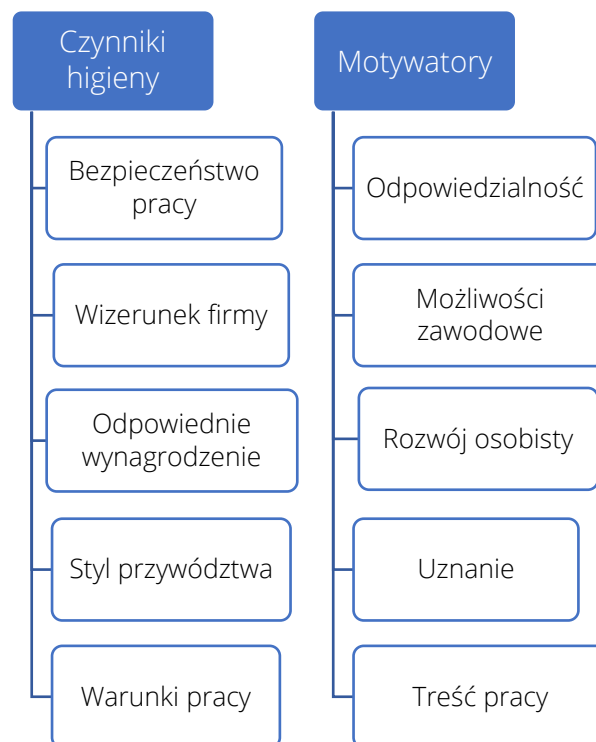 Czynniki
higieny
Bezpieczeństwo
pracy
Wizerunek firmy
Odpowiednie
wynagrodzenie
Styl przywództwa
Warunki pracy
Motywatory
Odpowiedzialność
Możliwości
zawodowe
Rozwój osobisty
Uznanie
Treść pracy